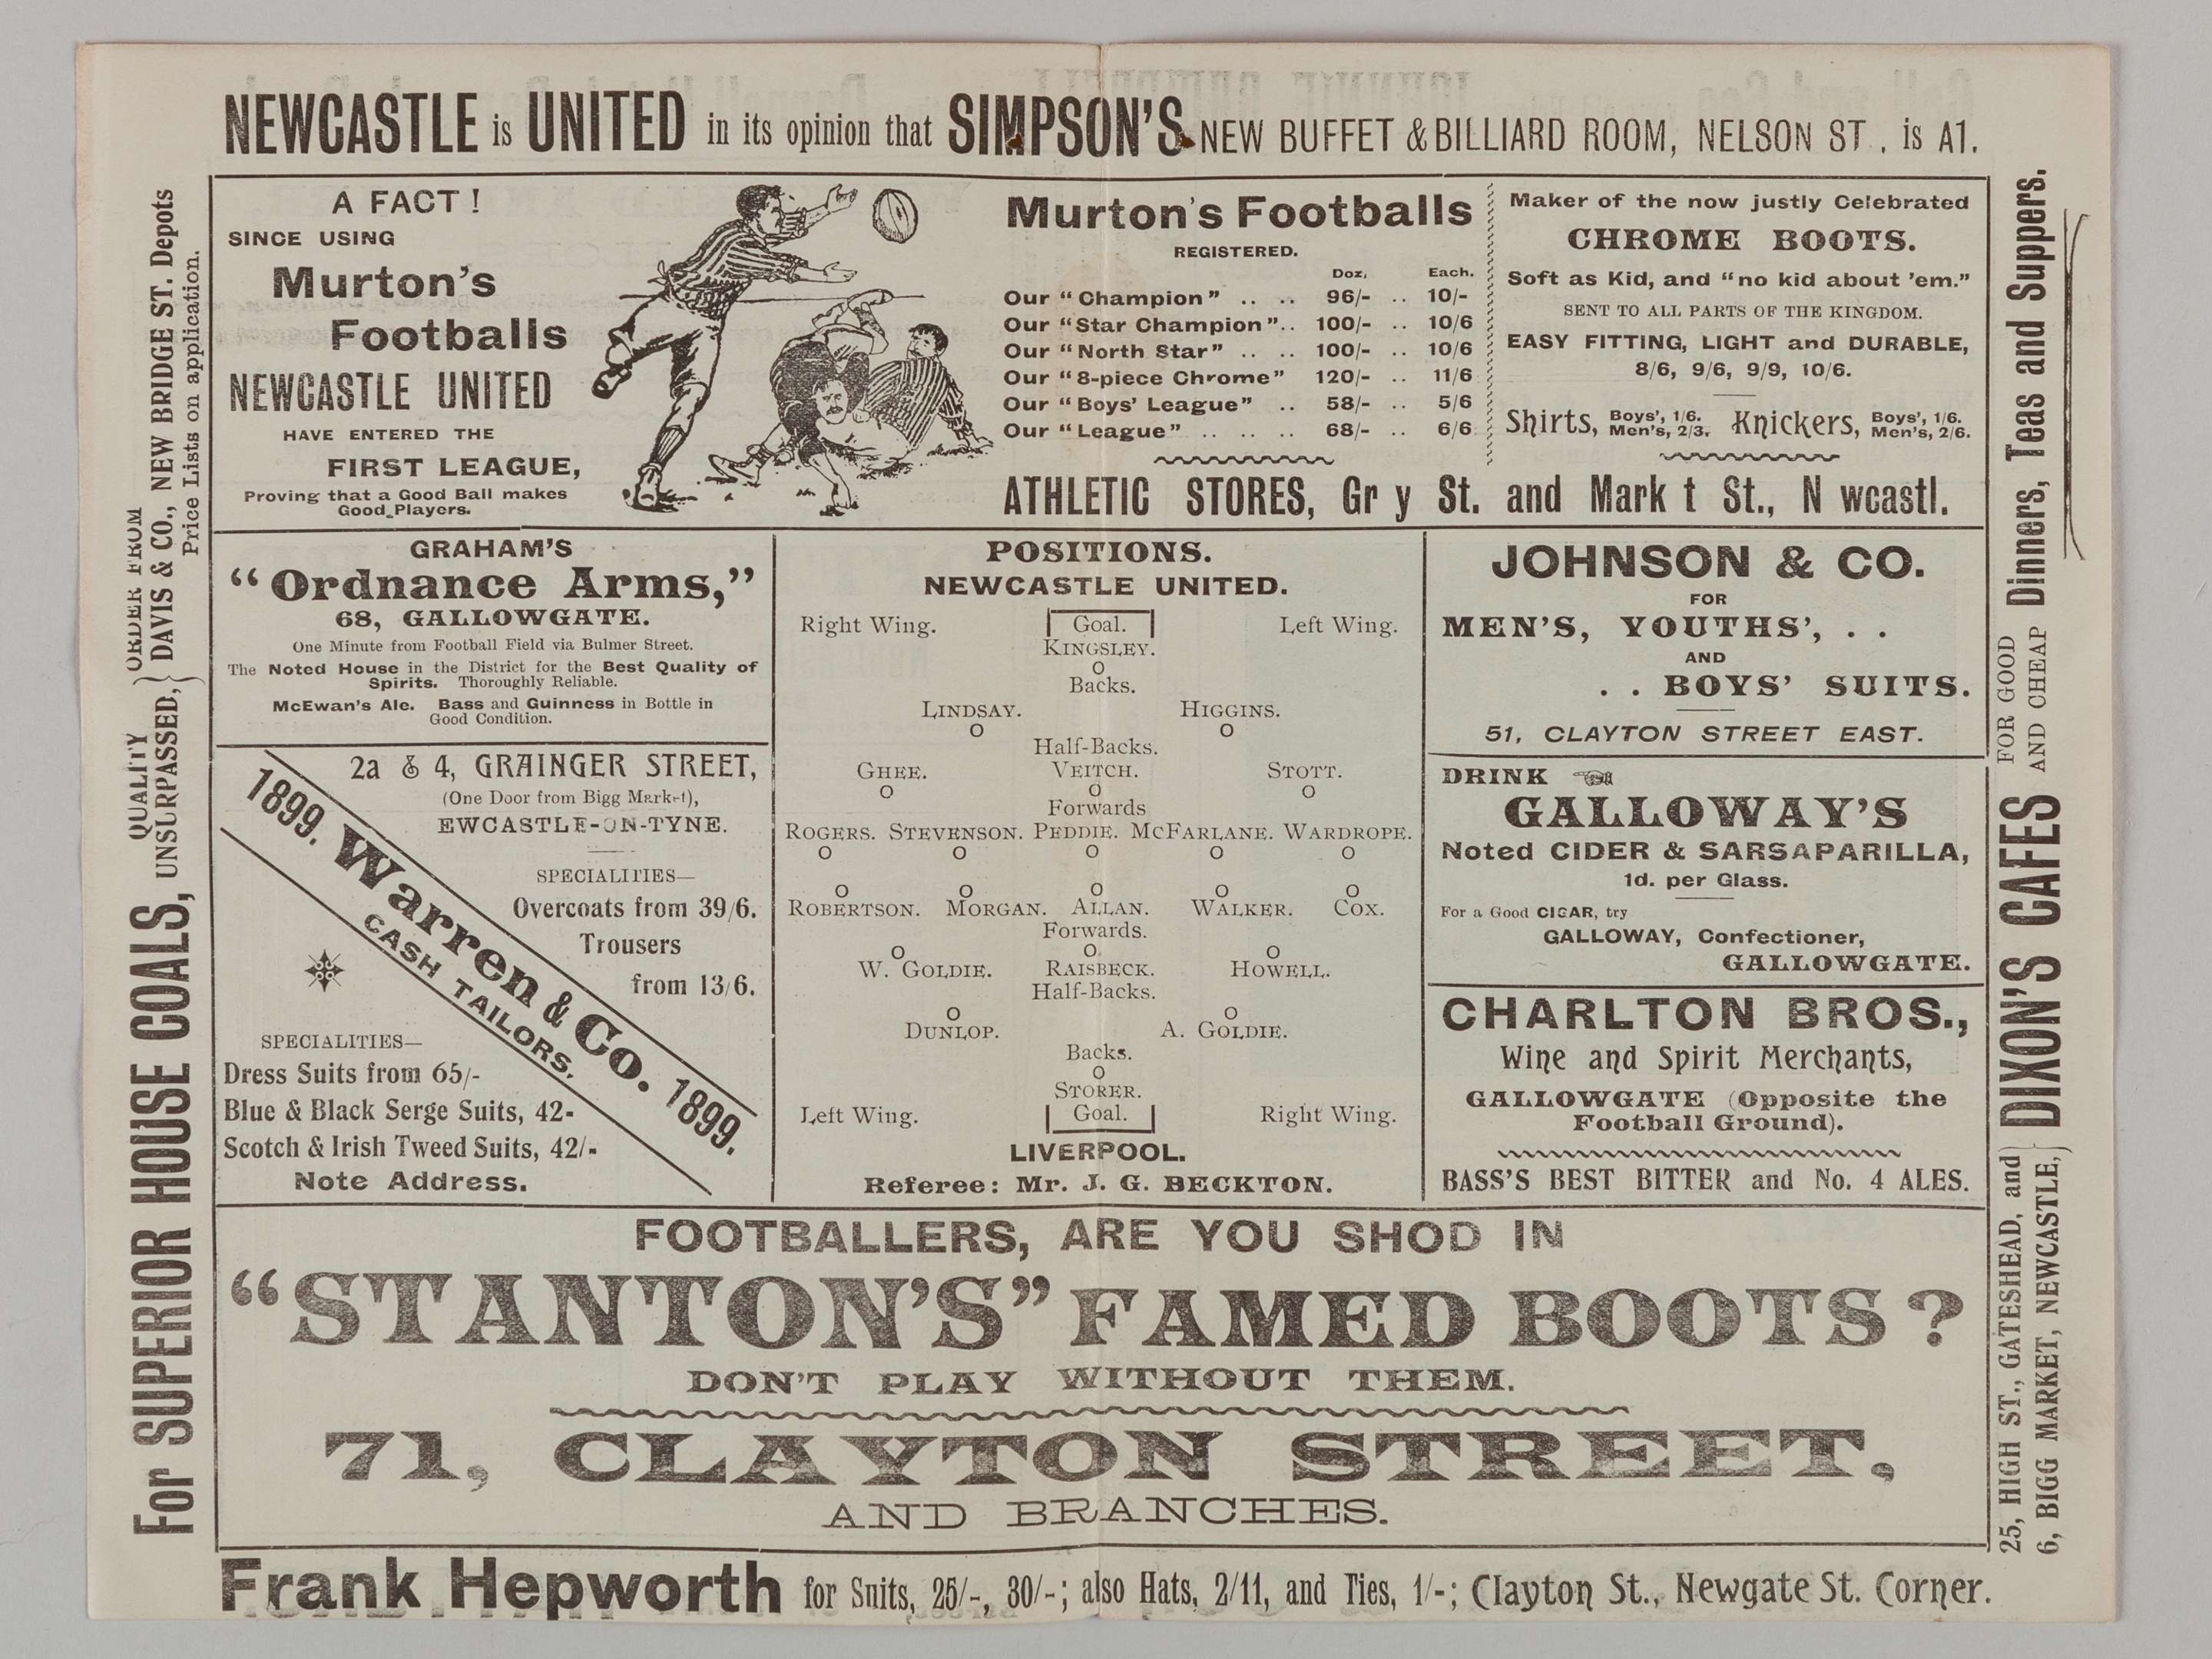 NEWCASTLE is UNITED in its opinion that SIMPSON'S NEW BUFFET & BILLIARD ROOM, NELSON ST., is A1.
A FACT!
SINCE USING
Murton's
Footballs
NEWCASTLE UNITED
HAVE ENTERED THE
FIRST LEAGUE,
Proving that a Good Ball makes
Good Players.
Murton's Footballs
REGISTERED.
Doz, Each.
Our "Champion" .. .. 96/- .. 10/-
Our "Star Champion".. 100/- .. 10/6
Our "North Star" .. .. 100/- .. 10/6
Our "8-piece Chrome" 120/- .. 11/6
Our "Boys' League" .. 58/- .. 5/6
Our "League" .. .. .. 68/- .. 6/6
Maker of the now justly Celebrated
CHROME BOOTS.
Soft as Kid, and "no kid about 'em."
SENT TO ALL PARTS OF THE KINGDOM.
EASY FITTING, LIGHT and DURABLE,
8/6, 9/6, 9/9, 10/6.
Shirts, Boys', 1/6. Men's, 2/3. Knickers, Boys', 1/6. Men's, 2/6.
ATHLETIC STORES, Gr y St. and Mark t St., N wcastl.
GRAHAM'S
"Ordnance Arms,"
68, GALLOWGATE.
One Minute from Football Field via Bulmer Street.
The Noted House in the District for the Best Quality of
Spirits. Thoroughly Reliable.
McEwan's Ale. Bass and Guinness in Bottle in
Good Condition.
2a & 4, GRAINGER STREET,
(One Door from Bigg Market),
EWCASTLE-ON-TYNE.
1899. Warren & Co. 1899.
CASH TAILORS.
SPECIALITIES—
Overcoats from 39/6.
Trousers
from 13/6.
SPECIALITIES—
Dress Suits from 65/-
Blue & Black Serge Suits, 42-
Scotch & Irish Tweed Suits, 42/-
Note Address.
POSITIONS.
NEWCASTLE UNITED.
Right Wing. Goal. Left Wing.
KINGSLEY.
O
Backs.
LINDSAY. HIGGINS.
O O
Half-Backs.
GHEE. VEITCH. STOTT.
O O O
Forwards
ROGERS. STEVENSON. PEDDIE. MCFARLANE. WARDROPE.
O O O O O
O O O O O
ROBERTSON. MORGAN. ALLAN. WALKER. COX.
Forwards.
O O. O
W. GOLDIE. RAISBECK. HOWELL.
Half-Backs.
O O
DUNLOP. A. GOLDIE.
Backs.
O
STORER.
Left Wing. Goal. Right Wing.
LIVERPOOL.
Referee: Mr. J. G. BECKTON.
JOHNSON & CO.
FOR
MEN'S, YOUTHS', . .
AND
. . BOYS' SUITS.
51, CLAYTON STREET EAST.
DRINK ☞
GALLOWAY'S
Noted CIDER & SARSAPARILLA,
1d. per Glass.
For a Good CIGAR, try
GALLOWAY, Confectioner,
GALLOWGATE.
CHARLTON BROS.,
Wine and Spirit Merchants,
GALLOWGATE (Opposite the
Football Ground).
BASS'S BEST BITTER and No. 4 ALES.
FOOTBALLERS, ARE YOU SHOD IN
"STANTON'S" FAMED BOOTS?
DON'T PLAY WITHOUT THEM.
71, CLAYTON STREET,
AND BRANCHES.
Frank Hepworth for Suits, 25/-, 30/-; also Hats, 2/11, and Ties, 1/-; Clayton St., Newgate St. Corner.
For SUPERIOR HOUSE COALS, QUALITY UNSURPASSED, ORDER FROM DAVIS & CO., NEW BRIDGE ST. Depots
Price Lists on application.
25, HIGH ST., GATESHEAD, and
6, BIGG MARKET, NEWCASTLE,
DIXON'S CAFES FOR GOOD AND CHEAP Dinners, Teas and Suppers.